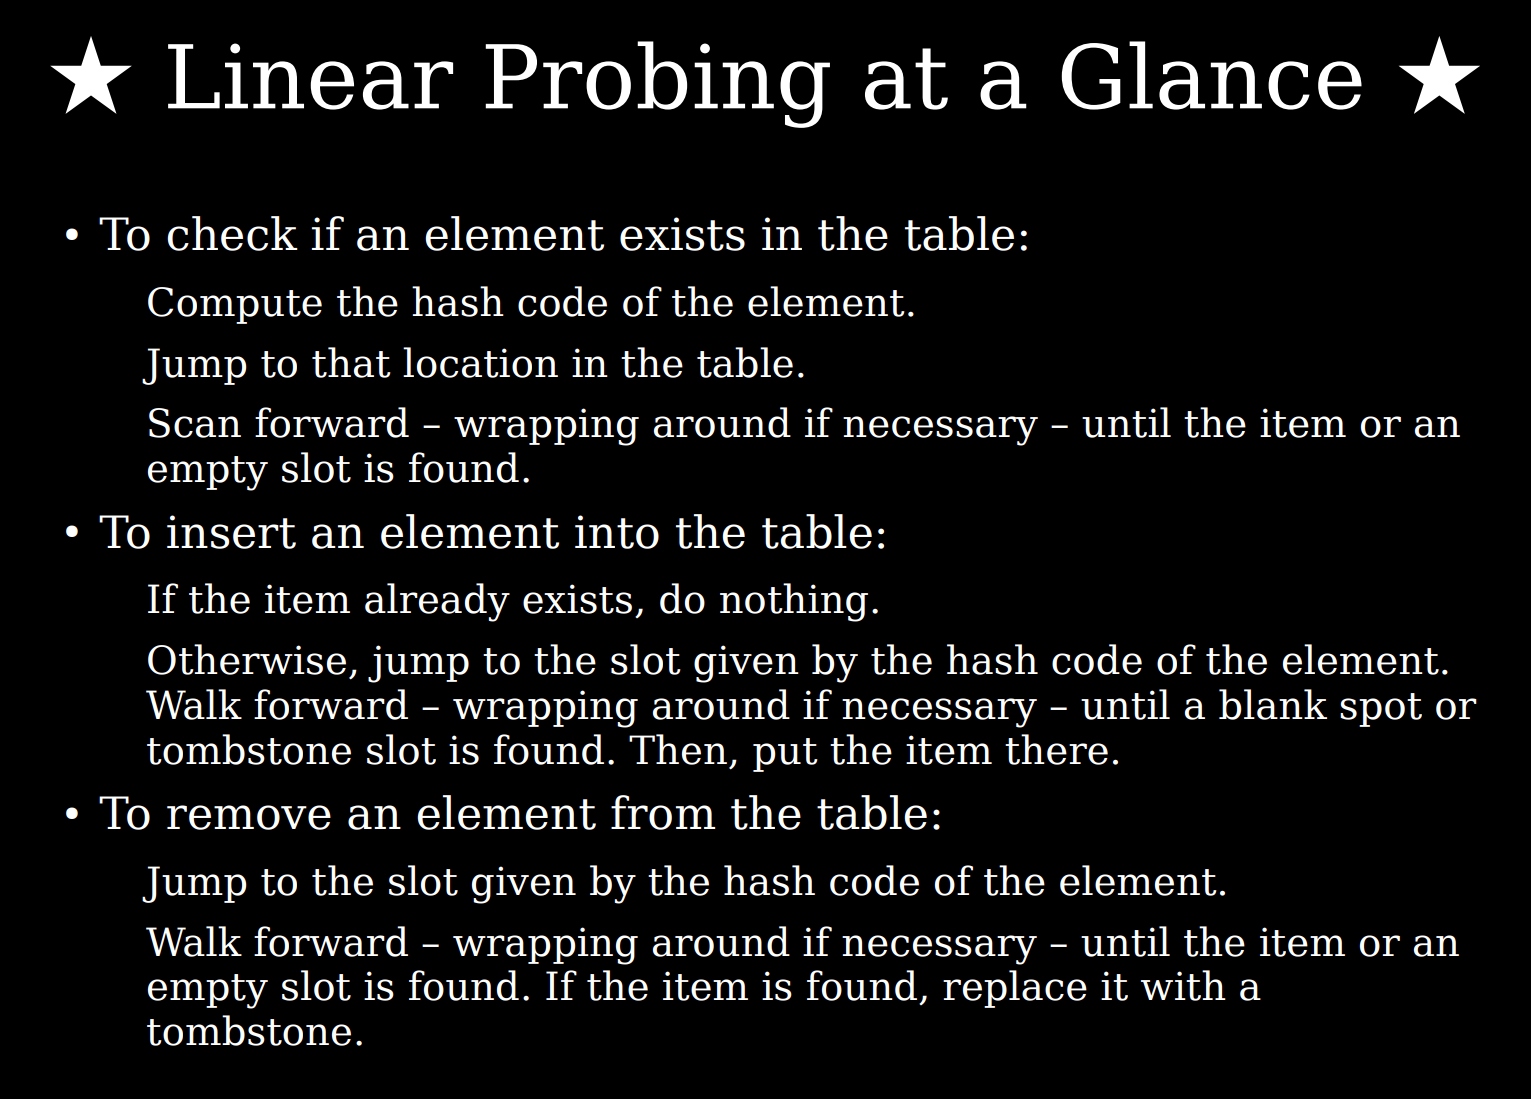 ★ Linear Probing at a Glance ★
• To check if an element exists in the table:
Compute the hash code of the element.
Jump to that location in the table.
Scan forward – wrapping around if necessary – until the item or an
empty slot is found.
• To insert an element into the table:
If the item already exists, do nothing.
Otherwise, jump to the slot given by the hash code of the element.
Walk forward – wrapping around if necessary – until a blank spot or
tombstone slot is found. Then, put the item there.
• To remove an element from the table:
Jump to the slot given by the hash code of the element.
Walk forward – wrapping around if necessary – until the item or an
empty slot is found. If the item is found, replace it with a
tombstone.